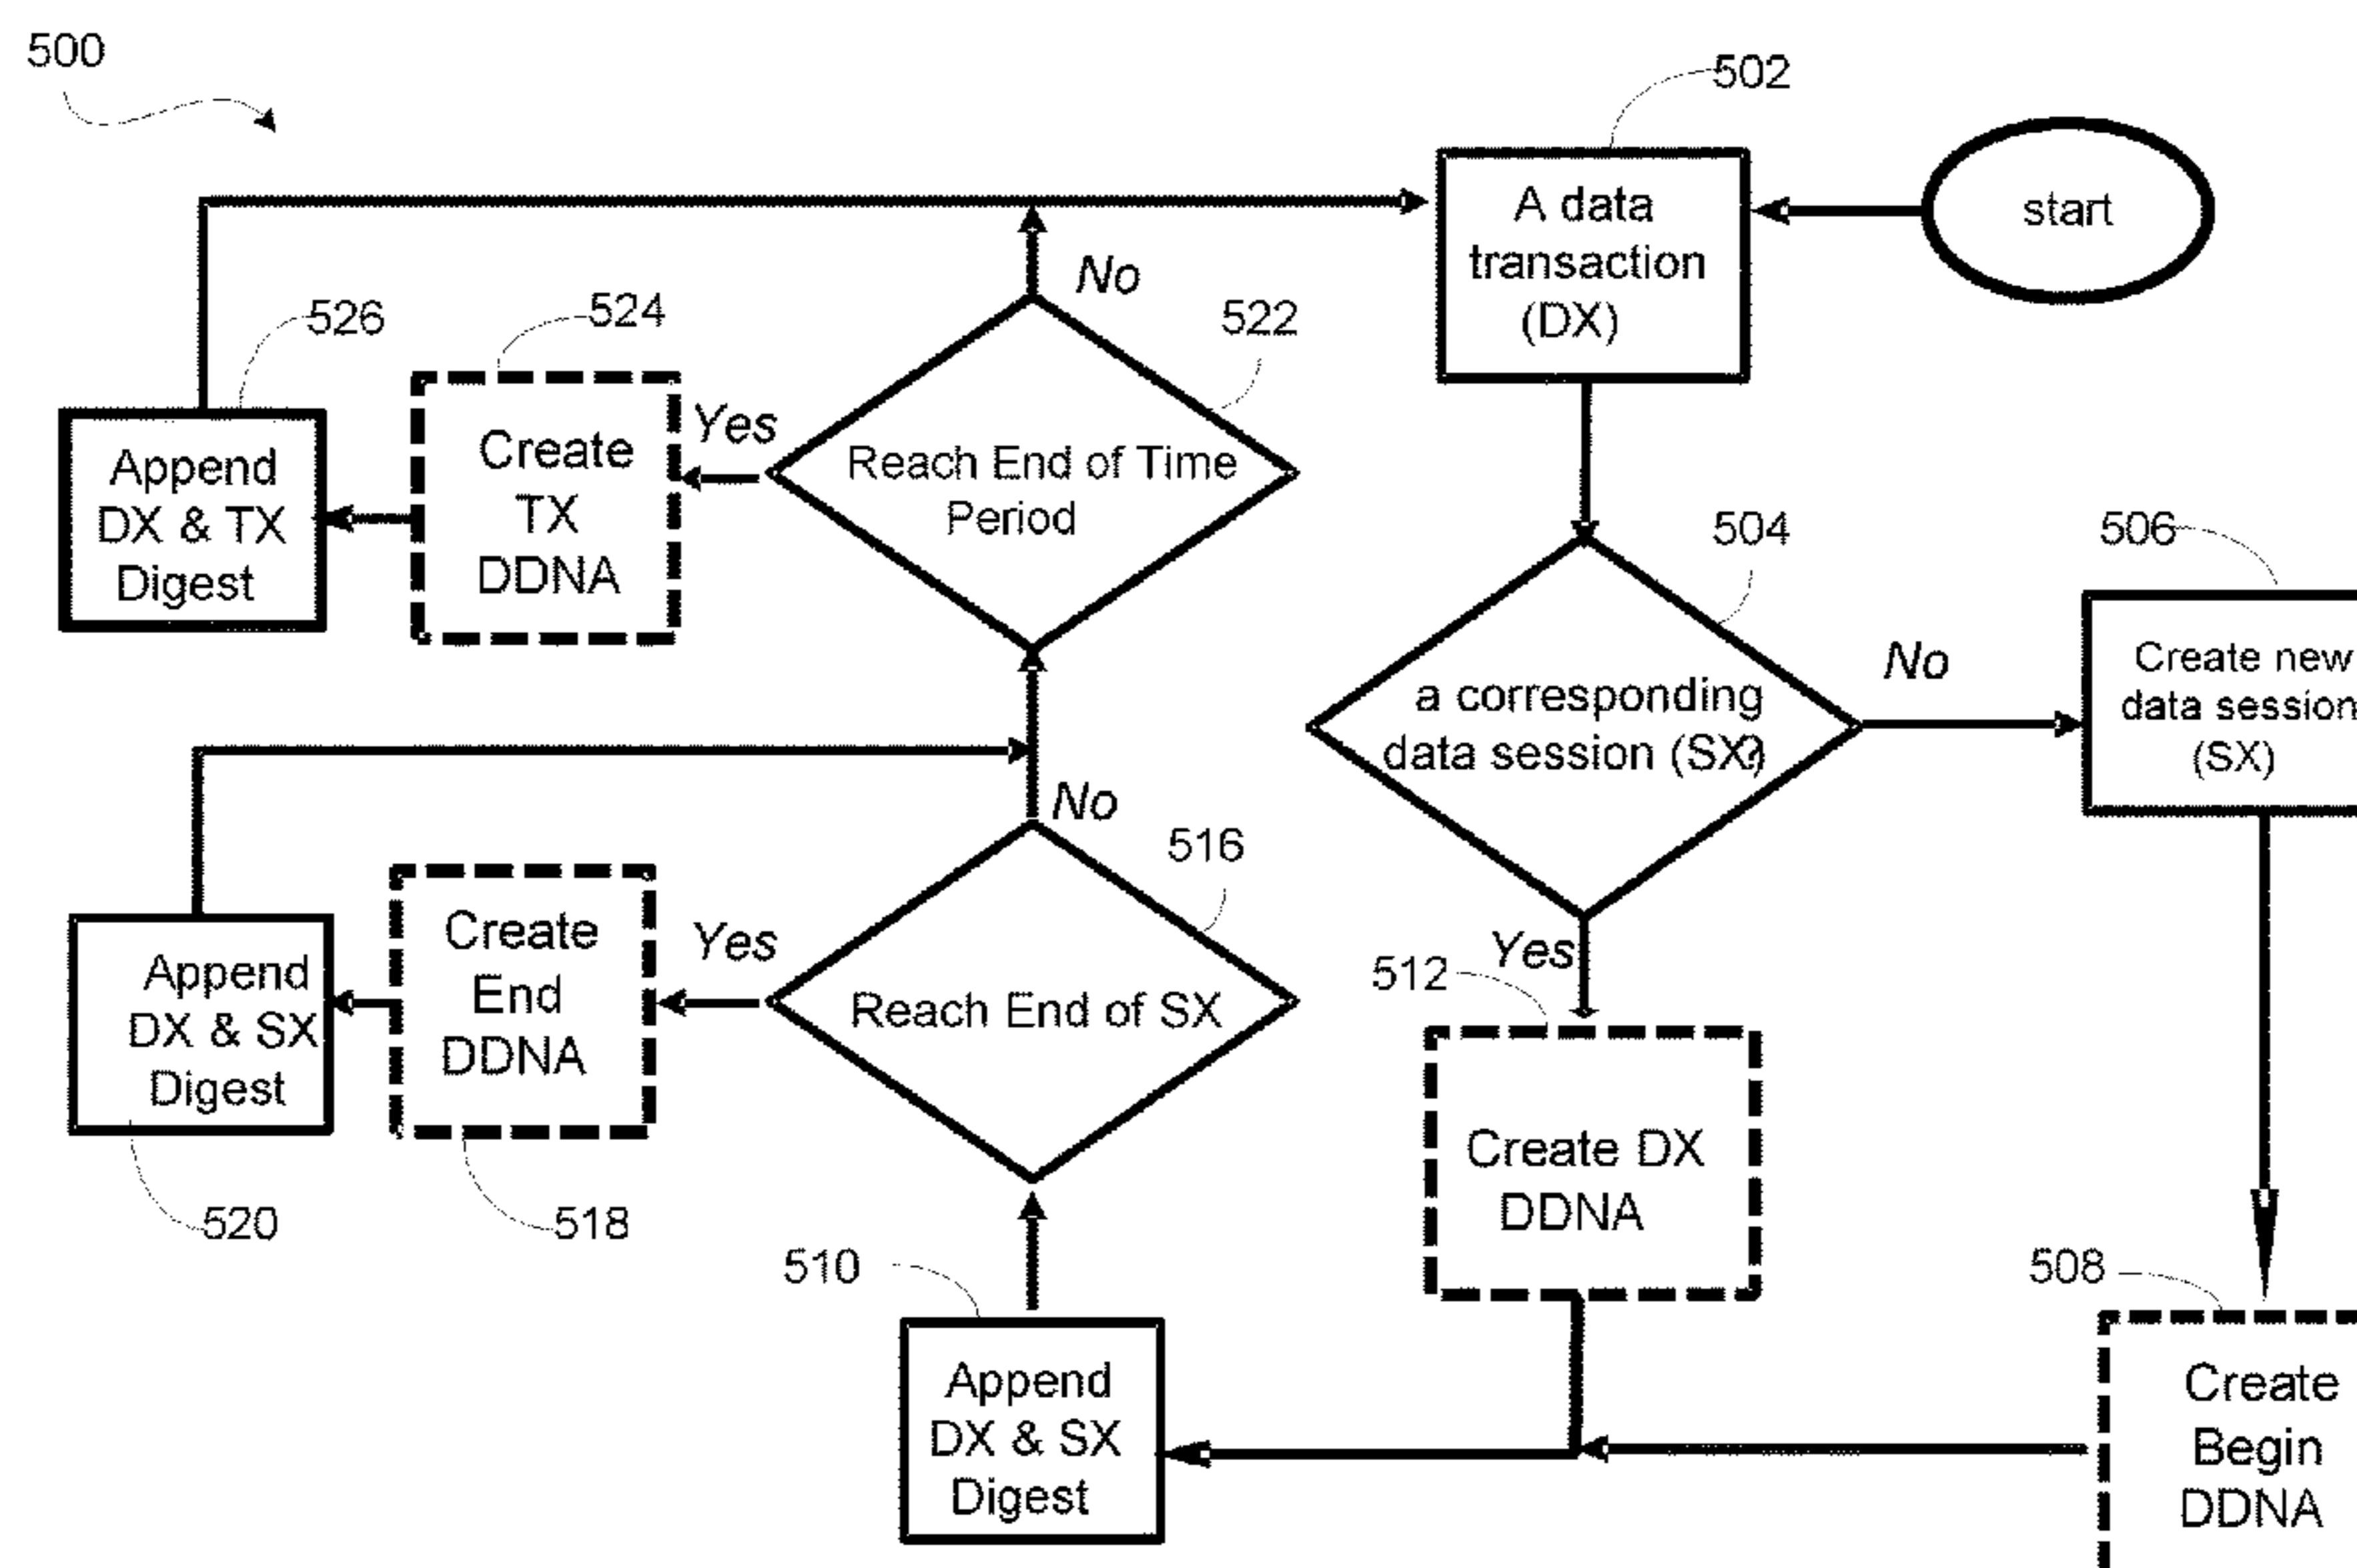 500
502
A data
transaction
(DX)
start
No
526
524
522
Append
DX & TX
Digest
Create
TX
DDNA
Yes
Reach End of Time
Period
504
506
a corresponding
data session (SX?)
No
Create new
data session
(SX)
No
516
Yes
512
Append
DX & SX
Digest
Create
End
DDNA
Yes
Reach End of SX
Create DX
DDNA
520
518
510
508
Append
DX & SX
Digest
Create
Begin
DDNA